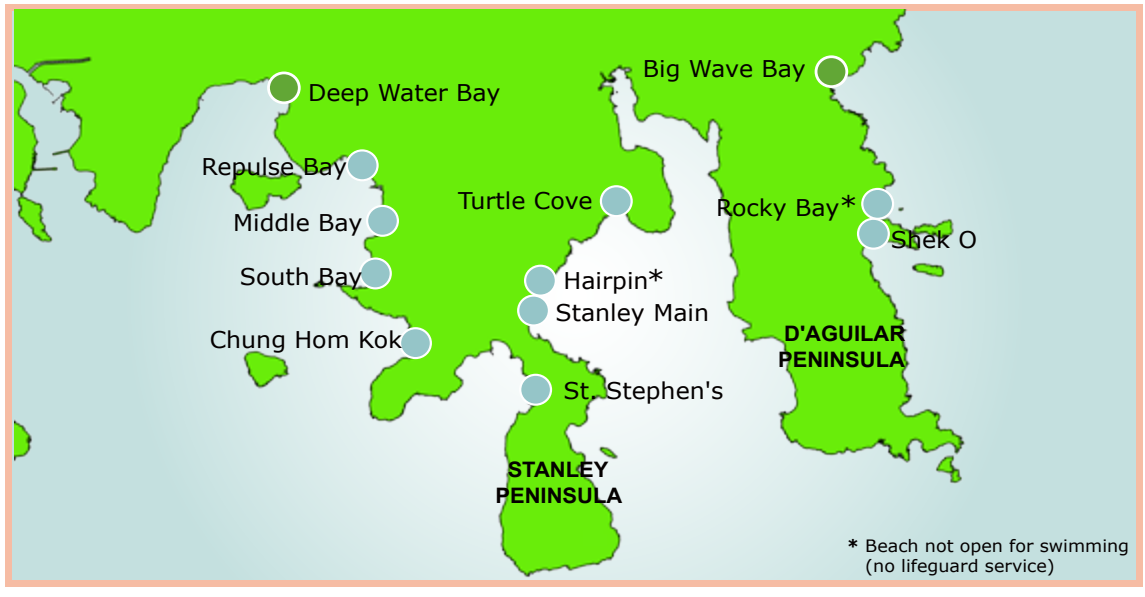 Big Wave Bay
Deep Water Bay
Repulse Bay
Turtle Cove
Rocky Bay*
Middle Bay
Shek O
South Bay
Hairpin*
Stanley Main
Chung Hom Kok
D'AGUILAR
PENINSULA
St. Stephen's
STANLEY
PENINSULA
* Beach not open for swimming
(no lifeguard service)